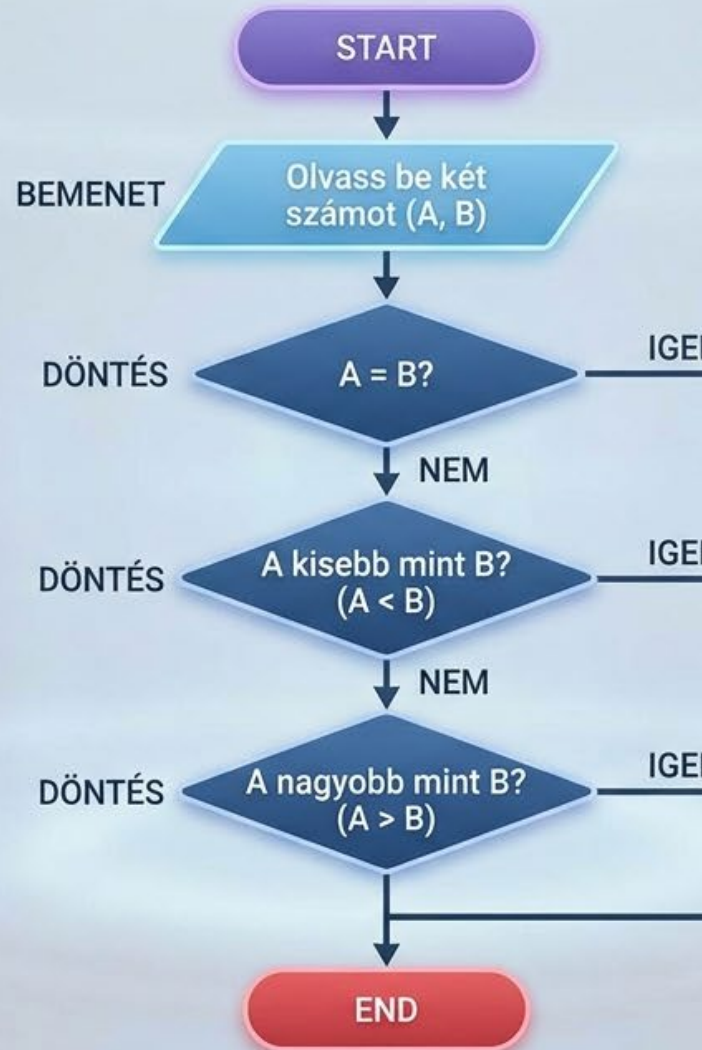 START
BEMENET
Olvass be két
számot (A, B)
DÖNTÉS
A = B?
NEM
DÖNTÉS
A kisebb mint B?
(A < B)
NEM
DÖNTÉS
A nagyobb mint B?
(A > B)
END